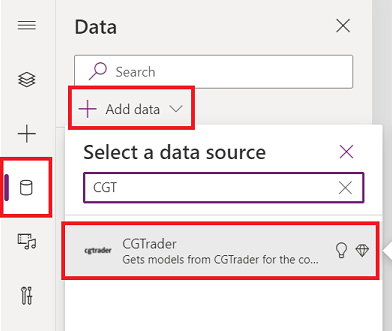 Data
Search
Add data
Select a data source
CGT
cgtrader
CGTrader
Gets models from CGTrader for the co...